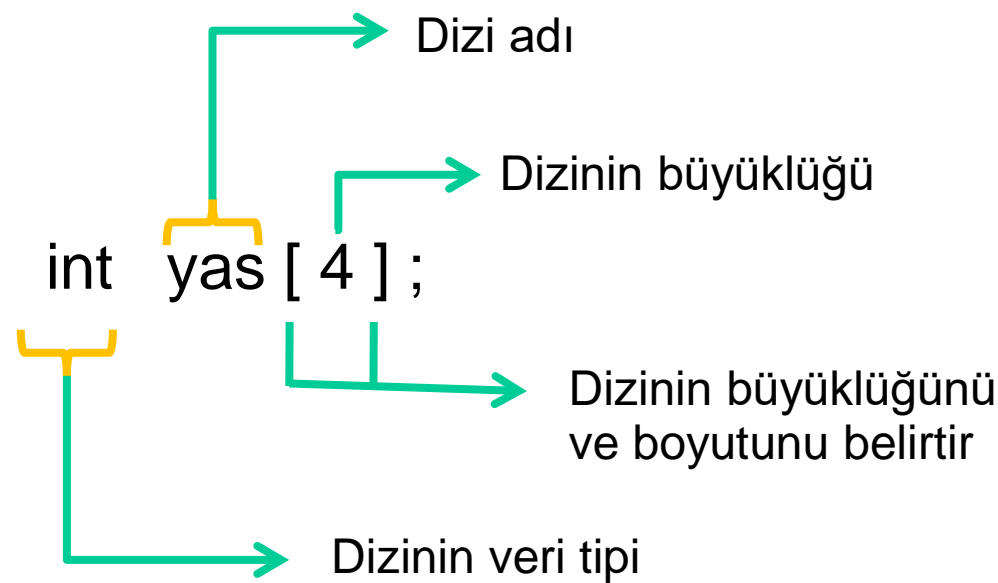 Dizi adı
Dizinin büyüklüğü
int yas [ 4 ] ;
Dizinin büyüklüğünü
ve boyutunu belirtir
Dizinin veri tipi